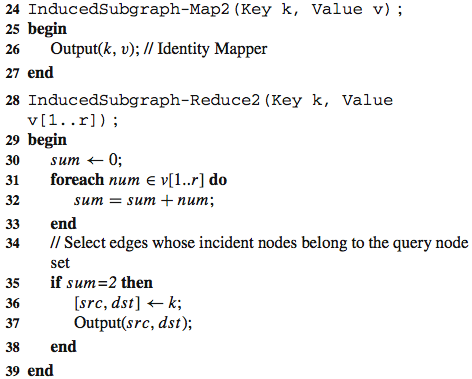 24 InducedSubgraph-Map2(Key k, Value v);
25 begin
26 Output(k, v); // Identity Mapper
27 end
28 InducedSubgraph-Reduce2(Key k, Value
v[1..r]);
29 begin
30 sum ← 0;
31 foreach num ∈ v[1..r] do
32 sum = sum + num;
33 end
34 // Select edges whose incident nodes belong to the query node
set
35 if sum=2 then
36 [src, dst] ← k;
37 Output(src, dst);
38 end
39 end